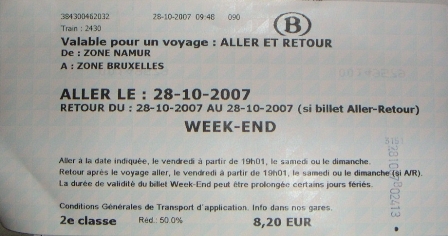 384300462032 28-10-2007 09:48 090
B
Train : 2430
Valable pour un voyage : ALLER ET RETOUR
De : ZONE NAMUR
A : ZONE BRUXELLES
ALLER LE : 28-10-2007
RETOUR DU : 28-10-2007 AU 28-10-2007 (si billet Aller-Retour)
WEEK-END
Aller à la date indiquée, le vendredi à partir de 19h01, le samedi ou le dimanche.
Retour après le voyage aller, le vendredi à partir de 19h01, le samedi ou le dimanche (si A/R).
La durée de validité du billet Week-End peut être prolongée certains jours fériés.
Conditions Générales de Transport d'application. Info dans nos gares.
2e classe Réd.: 50.0% 8,20 EUR